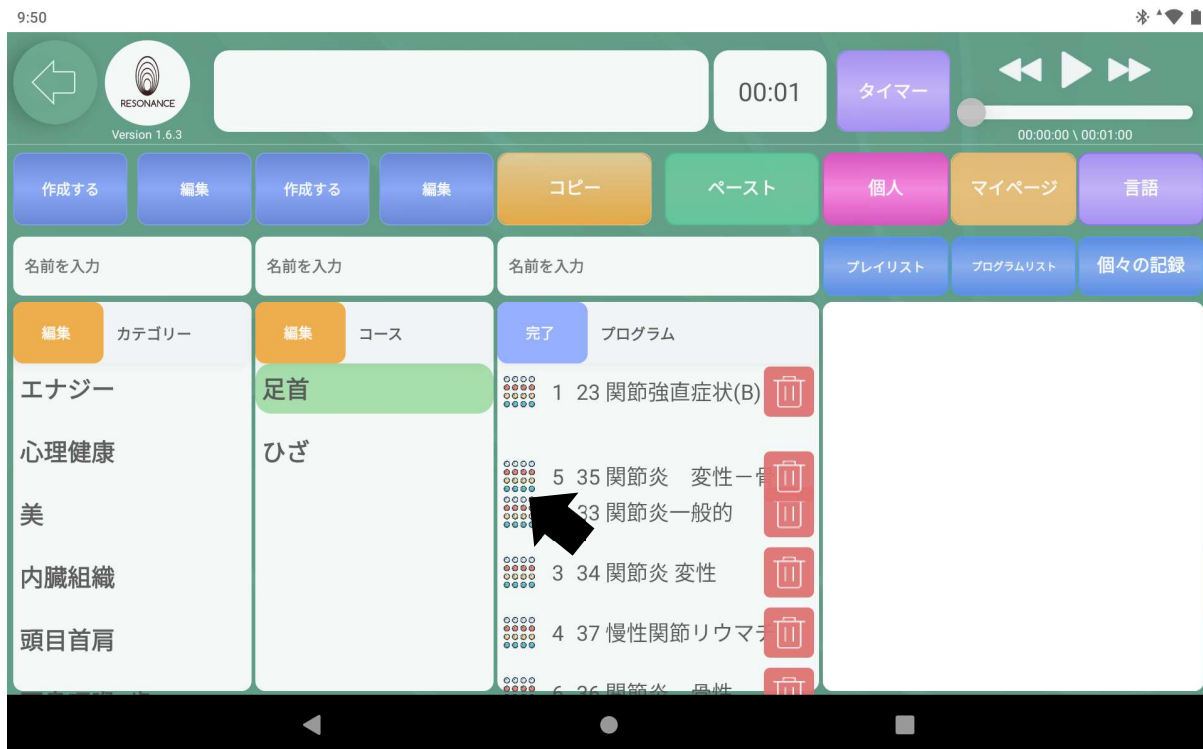 9:50
RESONANCE
Version 1.6.3
00:01
タイマー
00:00:00 \ 00:01:00
作成する
編集
作成する
編集
コピー
ペースト
個人
マイページ
言語
名前を入力
名前を入力
名前を入力
プレイリスト
プログラムリスト
個々の記録
編集
カテゴリー
編集
コース
完了
プログラム
エナジー
心理健康
美
内臓組織
頭目首肩
足首
ひざ
1 23 関節強直症状(B)
5 35 関節炎 変性ー骨
33 関節炎一般的
3 34 関節炎 変性
4 37 慢性関節リウマチ
6 36 関節炎 骨性